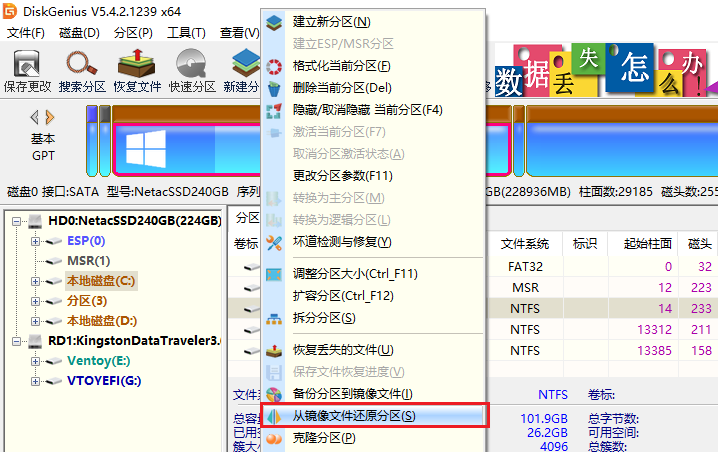 DiskGenius V5.4.2.1239 x64
文件(F) 磁盘(D) 分区(P) 工具(T) 查看(V)
保存更改 搜索分区 恢复文件 快速分区 新建分
数据丢失怎么办!
基本
GPT
磁盘0 接口:SATA 型号:NetacSSD240GB 序列
GB(228936MB) 柱面数:29185 磁头数:255
HD0:NetacSSD240GB(224GB)
ESP(0)
MSR(1)
本地磁盘(C:)
分区(3)
本地磁盘(D:)
RD1:KingstonDataTraveler3.
Ventoy(E:)
VTOYEFI(G:)
建立新分区(N)
建立ESP/MSR分区
格式化当前分区(F)
删除当前分区(Del)
隐藏/取消隐藏 当前分区(F4)
激活当前分区(F7)
取消分区激活状态(A)
更改分区参数(F11)
转换为主分区(M)
转换为逻辑分区(L)
坏道检测与修复(Y)
调整分区大小(Ctrl_F11)
扩容分区(Ctrl_F12)
拆分分区(S)
恢复丢失的文件(U)
保存文件恢复进度(V)
备份分区到镜像文件(I)
从镜像文件还原分区(S)
克隆分区(P)
分区
卷标
文件系统 标识 起始柱面 磁头
FAT32 0 32
MSR 12 223
NTFS 14 233
NTFS 13312 211
NTFS 13385 158
文件系 NTFS 卷标:
总容 101.9GB 总字节数:
已用 26.2GB 可用空间:
总簇大 4096 总簇数: